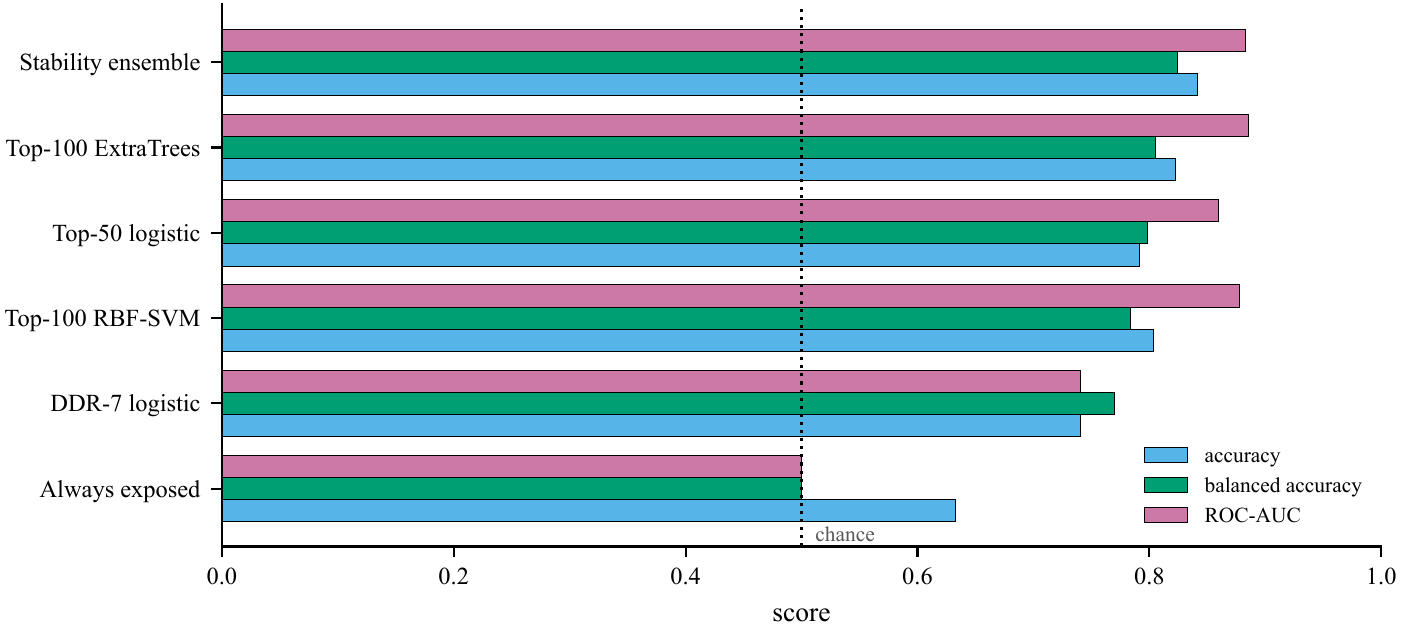 Stability ensemble
Top-100 ExtraTrees
Top-50 logistic
Top-100 RBF-SVM
DDR-7 logistic
Always exposed
accuracy
balanced accuracy
ROC-AUC
chance
0.0 0.2 0.4 0.6 0.8 1.0
score